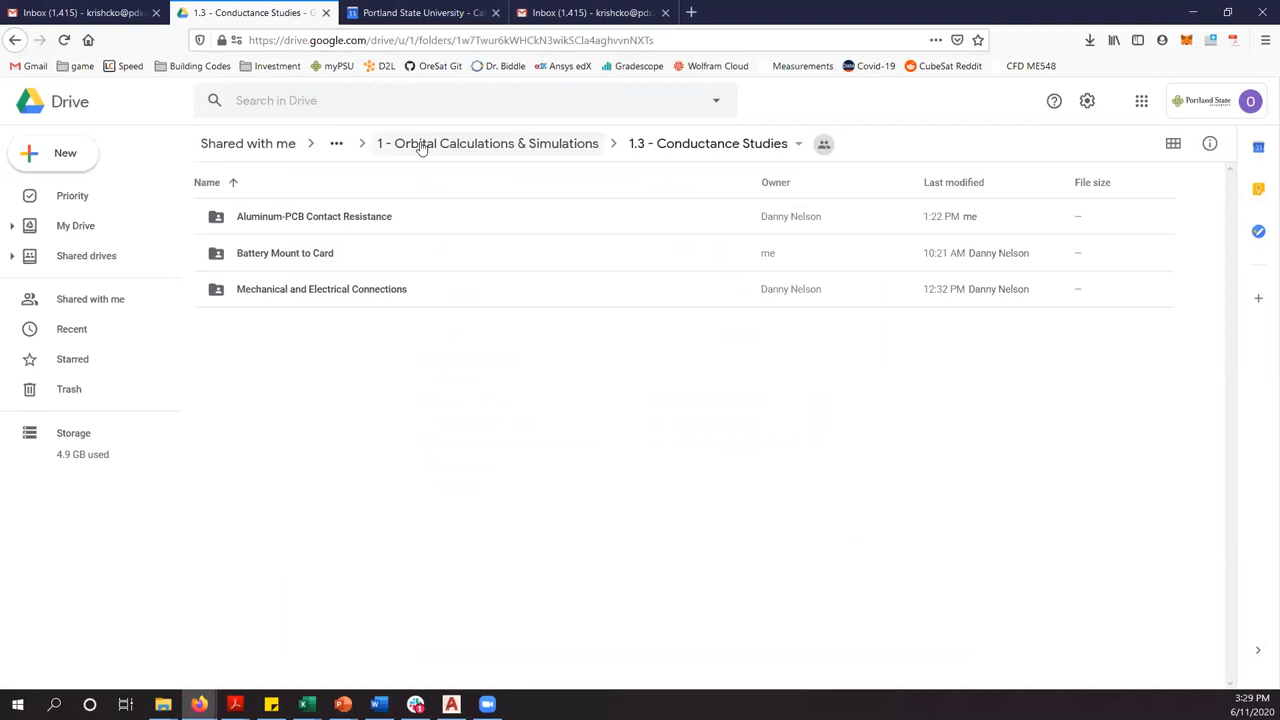 Inbox (1,415) - krishcko@pdx
1.3 - Conductance Studies - G
Portland State University - Cal
Inbox (1,415) - krishcko@pdx
https://drive.google.com/drive/u/1/folders/1w7Twur6kWHCkN3wikSCla4aghvvnNXTs
Gmail game Speed Building Codes Investment myPSU D2L OreSat Git Dr. Biddle Ansys edX Gradescope Wolfram Cloud Measurements Covid-19 CubeSat Reddit CFD ME548
Drive
Search in Drive
Portland State
O
New
Shared with me
1 - Orbital Calculations & Simulations
1.3 - Conductance Studies
Name Owner Last modified File size
Aluminum-PCB Contact Resistance Danny Nelson 1:22 PM me –
Battery Mount to Card me 10:21 AM Danny Nelson –
Mechanical and Electrical Connections Danny Nelson 12:32 PM Danny Nelson –
Priority
My Drive
Shared drives
Shared with me
Recent
Starred
Trash
Storage
4.9 GB used
3:29 PM
6/11/2020